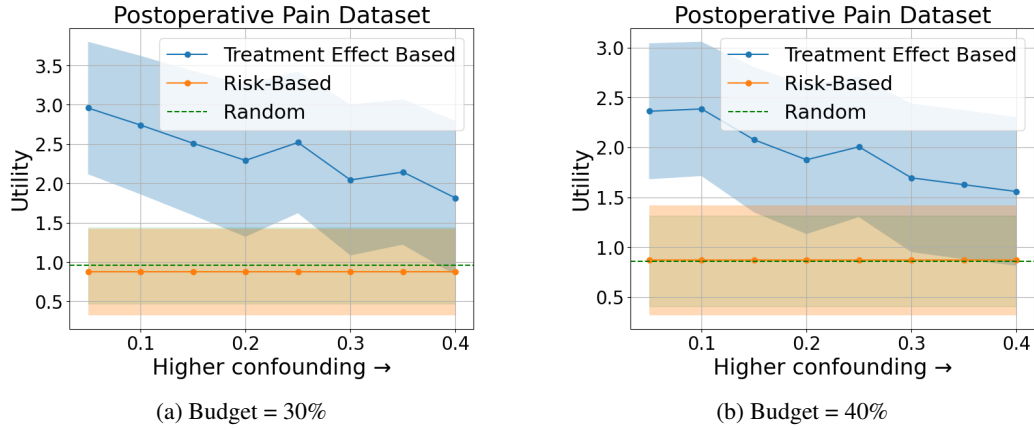 Postoperative Pain Dataset
Treatment Effect Based
Risk-Based
Random
3.5
3.0
2.5
2.0
1.5
1.0
0.5
Utility
0.1
0.2
0.3
0.4
Higher confounding →
(a) Budget = 30%
Postoperative Pain Dataset
Treatment Effect Based
Risk-Based
Random
3.0
2.5
2.0
1.5
1.0
0.5
Utility
0.1
0.2
0.3
0.4
Higher confounding →
(b) Budget = 40%